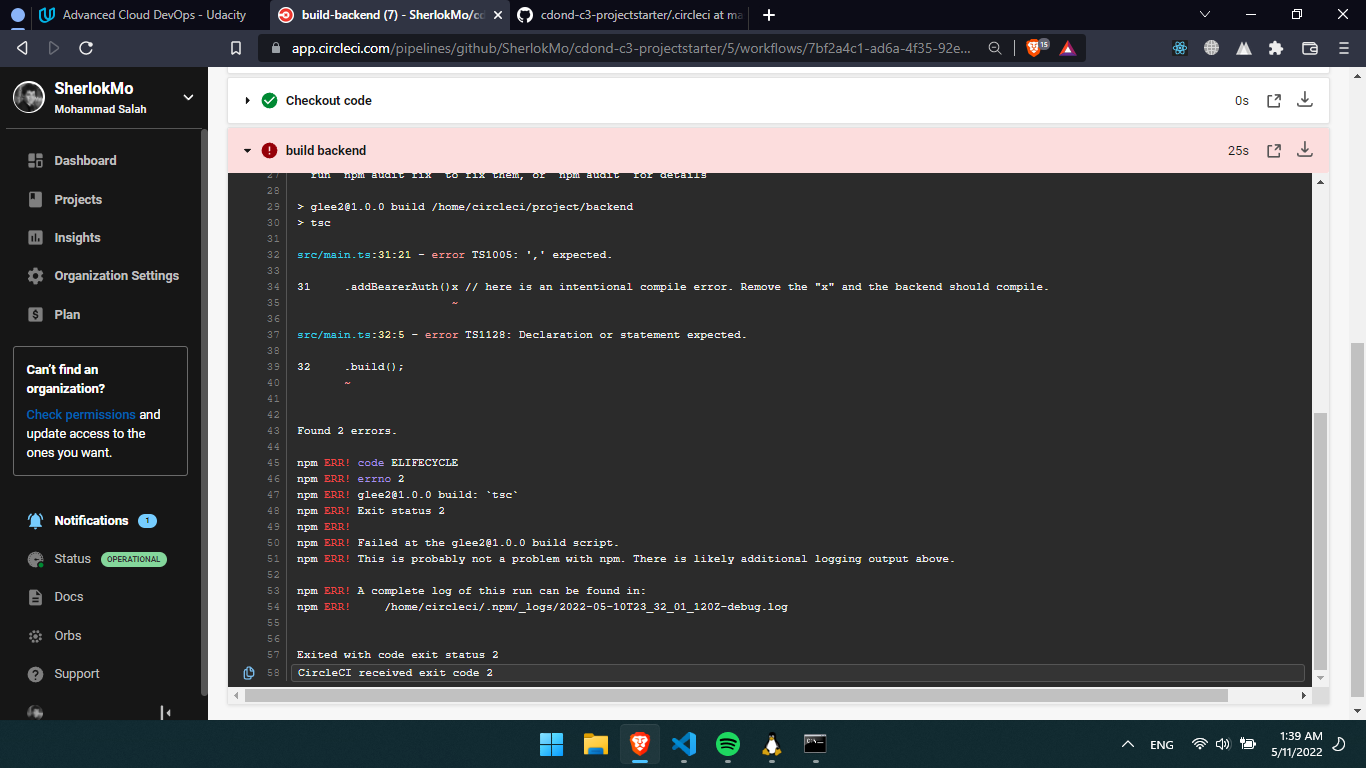 Advanced Cloud DevOps - Udacity
build-backend (7) - SherlokMo/cd
cdond-c3-projectstarter/.circleci at ma
app.circleci.com/pipelines/github/SherlokMo/cdond-c3-projectstarter/5/workflows/7bf2a4c1-ad6a-4f35-92e...
15
SherlokMo
Mohammad Salah
Dashboard
Projects
Insights
Organization Settings
Plan
Can't find an
organization?
Check permissions and
update access to the
ones you want.
Notifications 1
Status OPERATIONAL
Docs
Orbs
Support
Checkout code
0s
build backend
25s
27 run `npm audit fix` to fix them, or `npm audit` for details
28
29 > glee2@1.0.0 build /home/circleci/project/backend
30 > tsc
31
32 src/main.ts:31:21 - error TS1005: ',' expected.
33
34 31     .addBearerAuth()x // here is an intentional compile error. Remove the "x" and the backend should compile.
35 ~
36
37 src/main.ts:32:5 - error TS1128: Declaration or statement expected.
38
39 32     .build();
40 ~
41
42
43 Found 2 errors.
44
45 npm ERR! code ELIFECYCLE
46 npm ERR! errno 2
47 npm ERR! glee2@1.0.0 build: `tsc`
48 npm ERR! Exit status 2
49 npm ERR!
50 npm ERR! Failed at the glee2@1.0.0 build script.
51 npm ERR! This is probably not a problem with npm. There is likely additional logging output above.
52
53 npm ERR! A complete log of this run can be found in:
54 npm ERR!     /home/circleci/.npm/_logs/2022-05-10T23_32_01_120Z-debug.log
55
56
57 Exited with code exit status 2
58 CircleCI received exit code 2
ENG
1:39 AM
5/11/2022